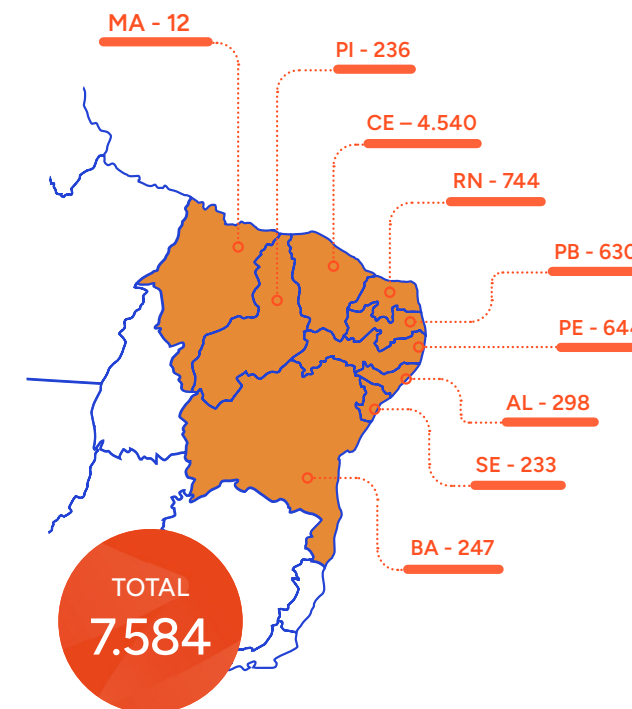 MA - 12
PI - 236
CE – 4.540
RN - 744
PB - 630
PE - 644
AL - 298
SE - 233
BA - 247
TOTAL
7.584